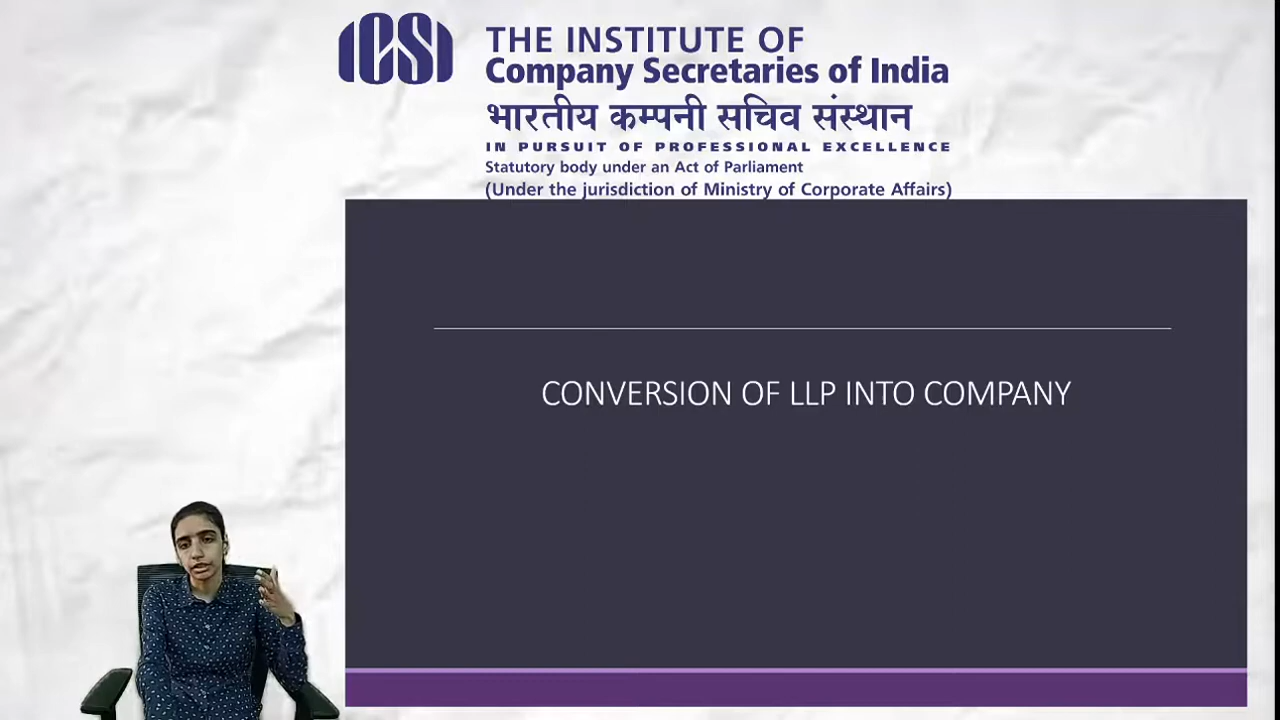 ICSI
THE INSTITUTE OF
Company Secretaries of India
भारतीय कम्पनी सचिव संस्थान
IN PURSUIT OF PROFESSIONAL EXCELLENCE
Statutory body under an Act of Parliament
(Under the jurisdiction of Ministry of Corporate Affairs)
CONVERSION OF LLP INTO COMPANY